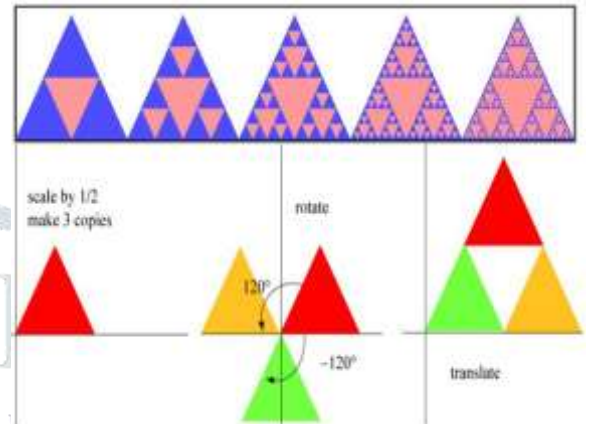 scale by 1/2
make 3 copies
rotate
120°
−120°
translate